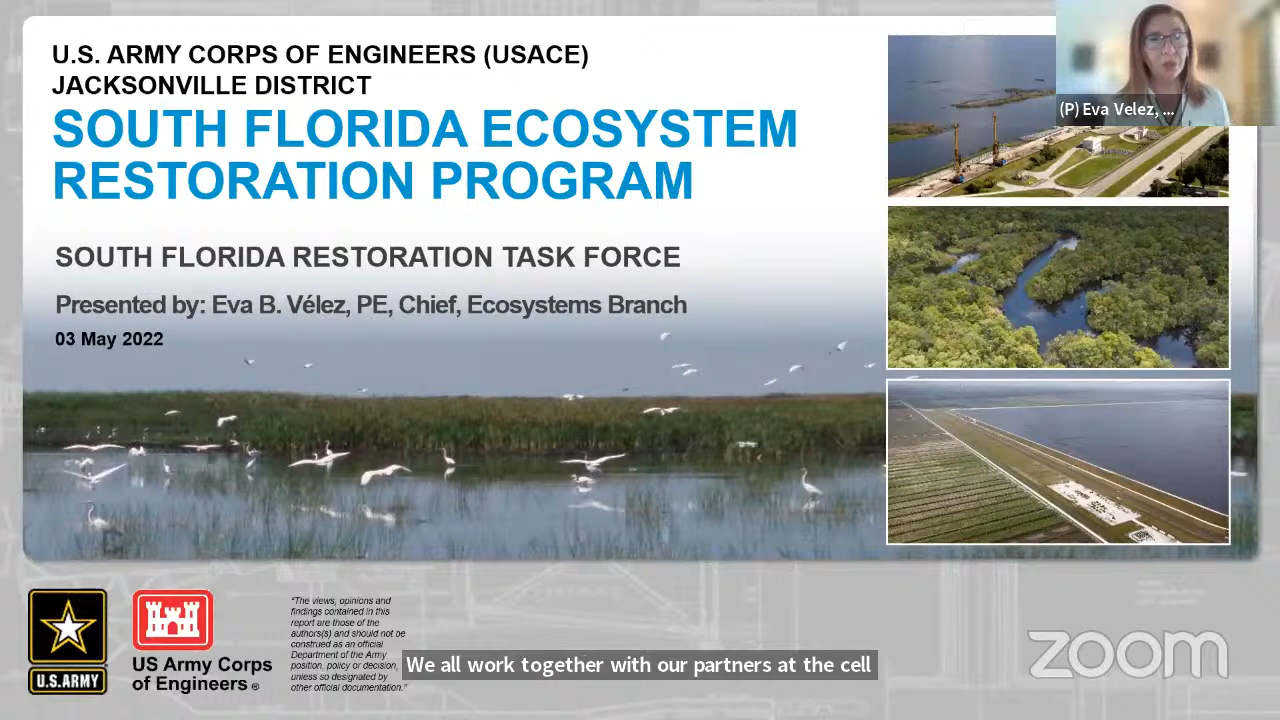 U.S. ARMY CORPS OF ENGINEERS (USACE)
JACKSONVILLE DISTRICT
SOUTH FLORIDA ECOSYSTEM
RESTORATION PROGRAM
SOUTH FLORIDA RESTORATION TASK FORCE
Presented by: Eva B. Vélez, PE, Chief, Ecosystems Branch
03 May 2022
(P) Eva Velez, ...
U.S.ARMY
US Army Corps
of Engineers ®
"The views, opinions and
findings contained in this
report are those of the
authors(s) and should not be
construed as an official
Department of the Army
position, policy or decision,
unless so designated by
other official documentation."
We all work together with our partners at the cell
zoom